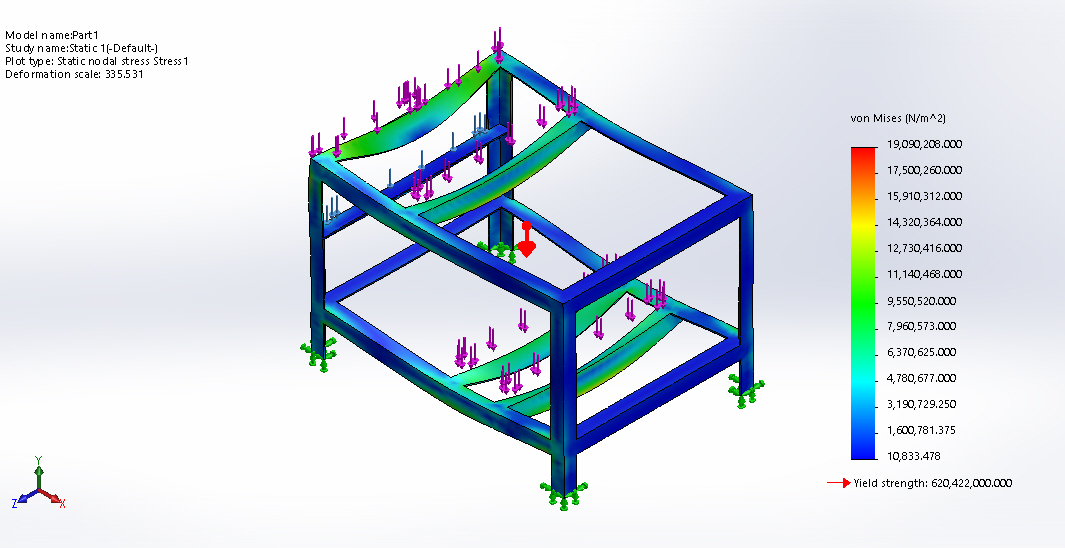 Model name:Part1
Study name:Static 1(-Default-)
Plot type: Static nodal stress Stress1
Deformation scale: 335.531
von Mises (N/m^2)
19,090,208.000
17,500,260.000
15,910,312.000
14,320,364.000
12,730,416.000
11,140,468.000
9,550,520.000
7,960,573.000
6,370,625.000
4,780,677.000
3,190,729.250
1,600,781.375
10,833.478
Yield strength: 620,422,000.000
Y
Z
X